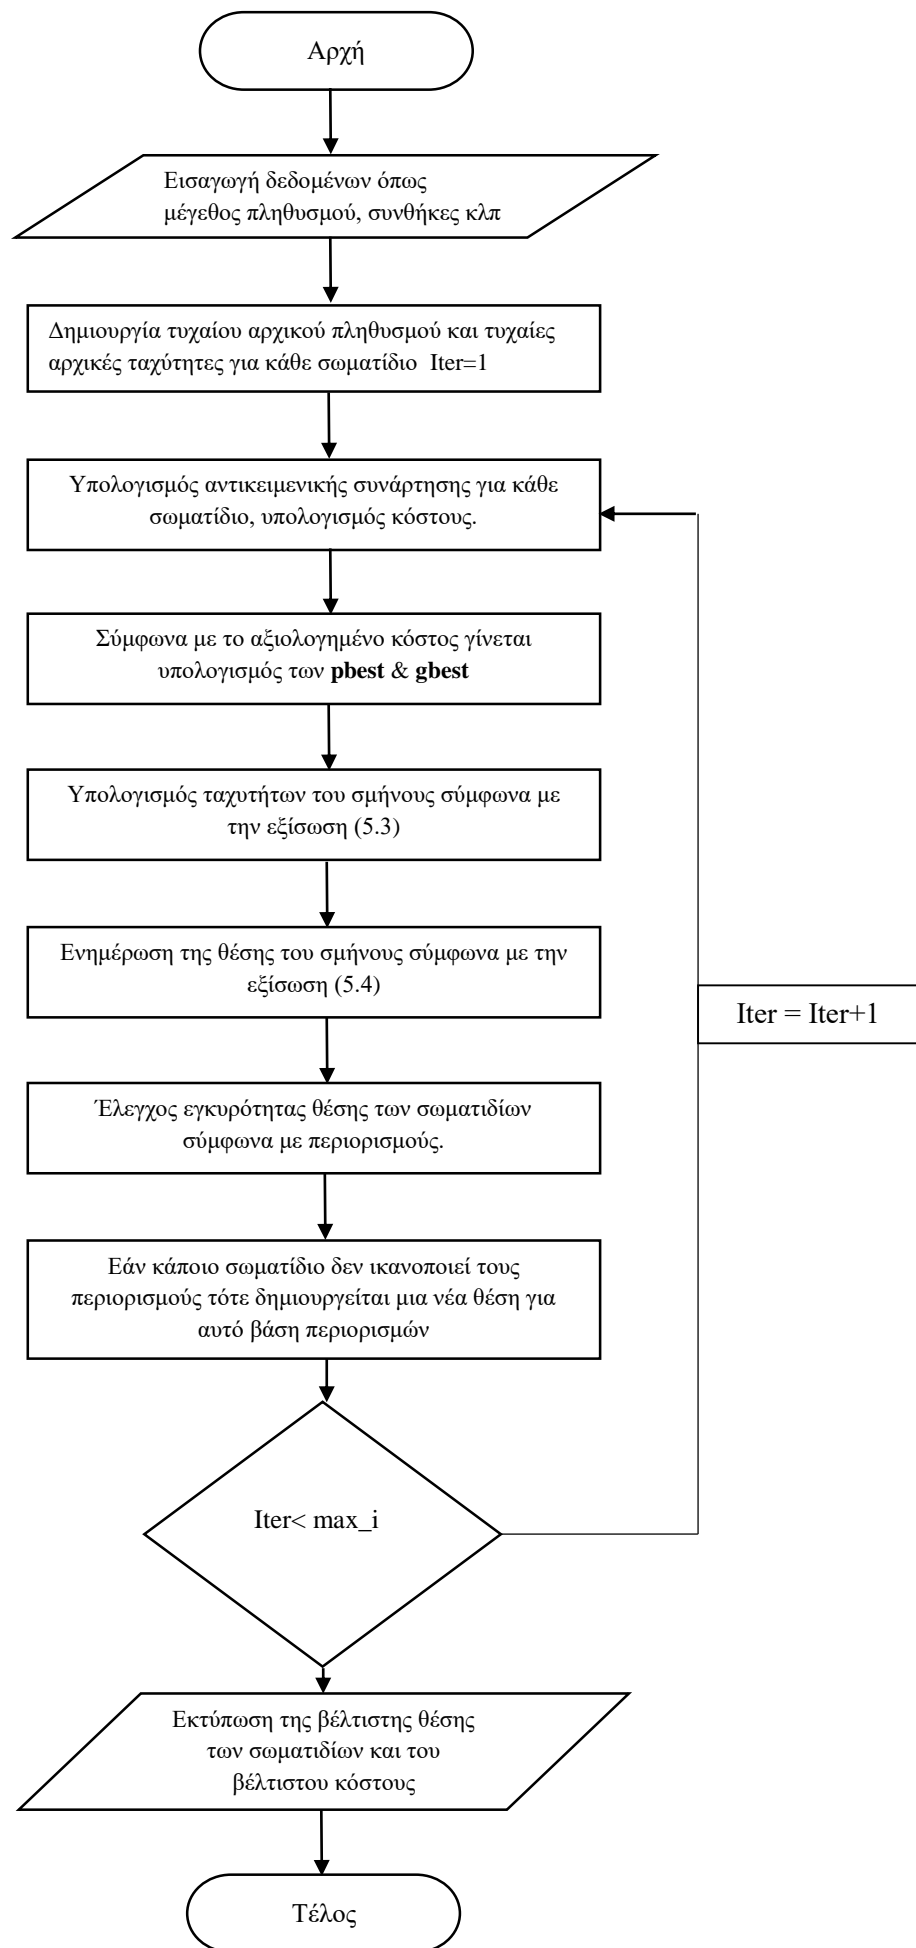 Αρχή
Εισαγωγή δεδομένων όπως
μέγεθος πληθυσμού, συνθήκες κλπ
Δημιουργία τυχαίου αρχικού πληθυσμού και τυχαίες
αρχικές ταχύτητες για κάθε σωματίδιο Iter=1
Υπολογισμός αντικειμενικής συνάρτησης για κάθε
σωματίδιο, υπολογισμός κόστους.
Σύμφωνα με το αξιολογημένο κόστος γίνεται
υπολογισμός των pbest & gbest
Υπολογισμός ταχυτήτων του σμήνους σύμφωνα με
την εξίσωση (5.3)
Ενημέρωση της θέσης του σμήνους σύμφωνα με την
εξίσωση (5.4)
Iter = Iter+1
Έλεγχος εγκυρότητας θέσης των σωματιδίων
σύμφωνα με περιορισμούς.
Εάν κάποιο σωματίδιο δεν ικανοποιεί τους
περιορισμούς τότε δημιουργείται μια νέα θέση για
αυτό βάση περιορισμών
Iter< max_i
Εκτύπωση της βέλτιστης θέσης
των σωματιδίων και του
βέλτιστου κόστους
Τέλος